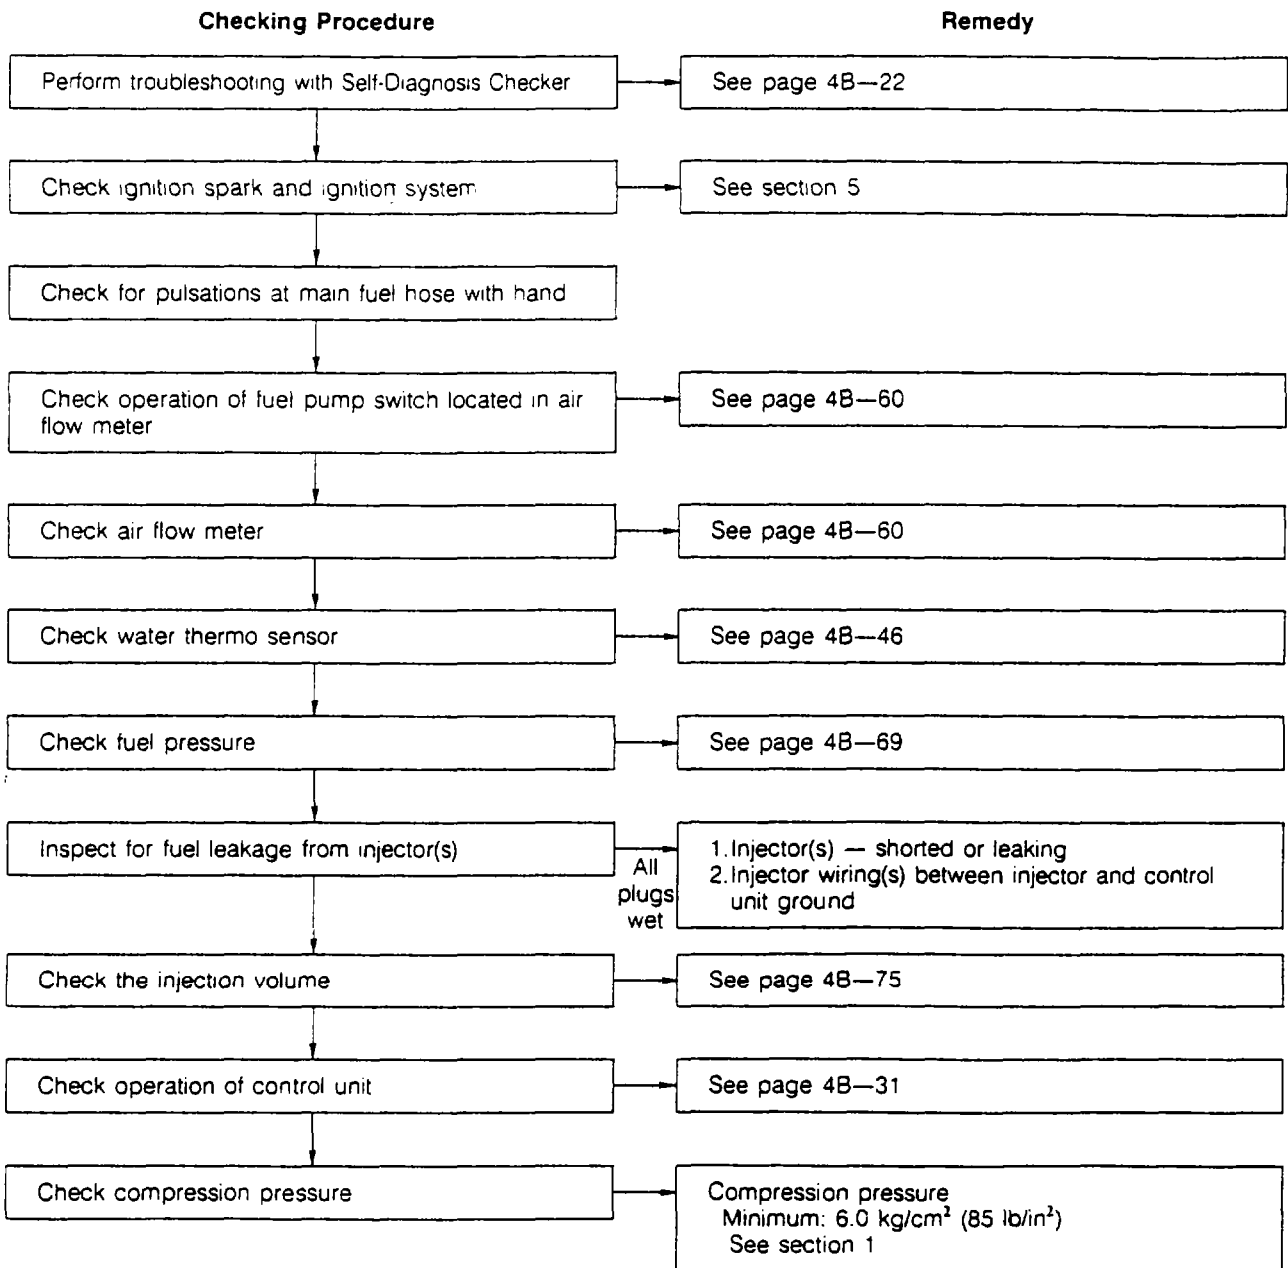 Checking Procedure
Remedy
Perform troubleshooting with Self-Diagnosis Checker
See page 4B—22
Check ignition spark and ignition system
See section 5
Check for pulsations at main fuel hose with hand
Check operation of fuel pump switch located in air
flow meter
See page 4B—60
Check air flow meter
See page 4B—60
Check water thermo sensor
See page 4B—46
Check fuel pressure
See page 4B—69
Inspect for fuel leakage from injector(s)
All
plugs
wet
1. Injector(s) — shorted or leaking
2. Injector wiring(s) between injector and control
unit ground
Check the injection volume
See page 4B—75
Check operation of control unit
See page 4B—31
Check compression pressure
Compression pressure
Minimum: 6.0 kg/cm² (85 lb/in²)
See section 1